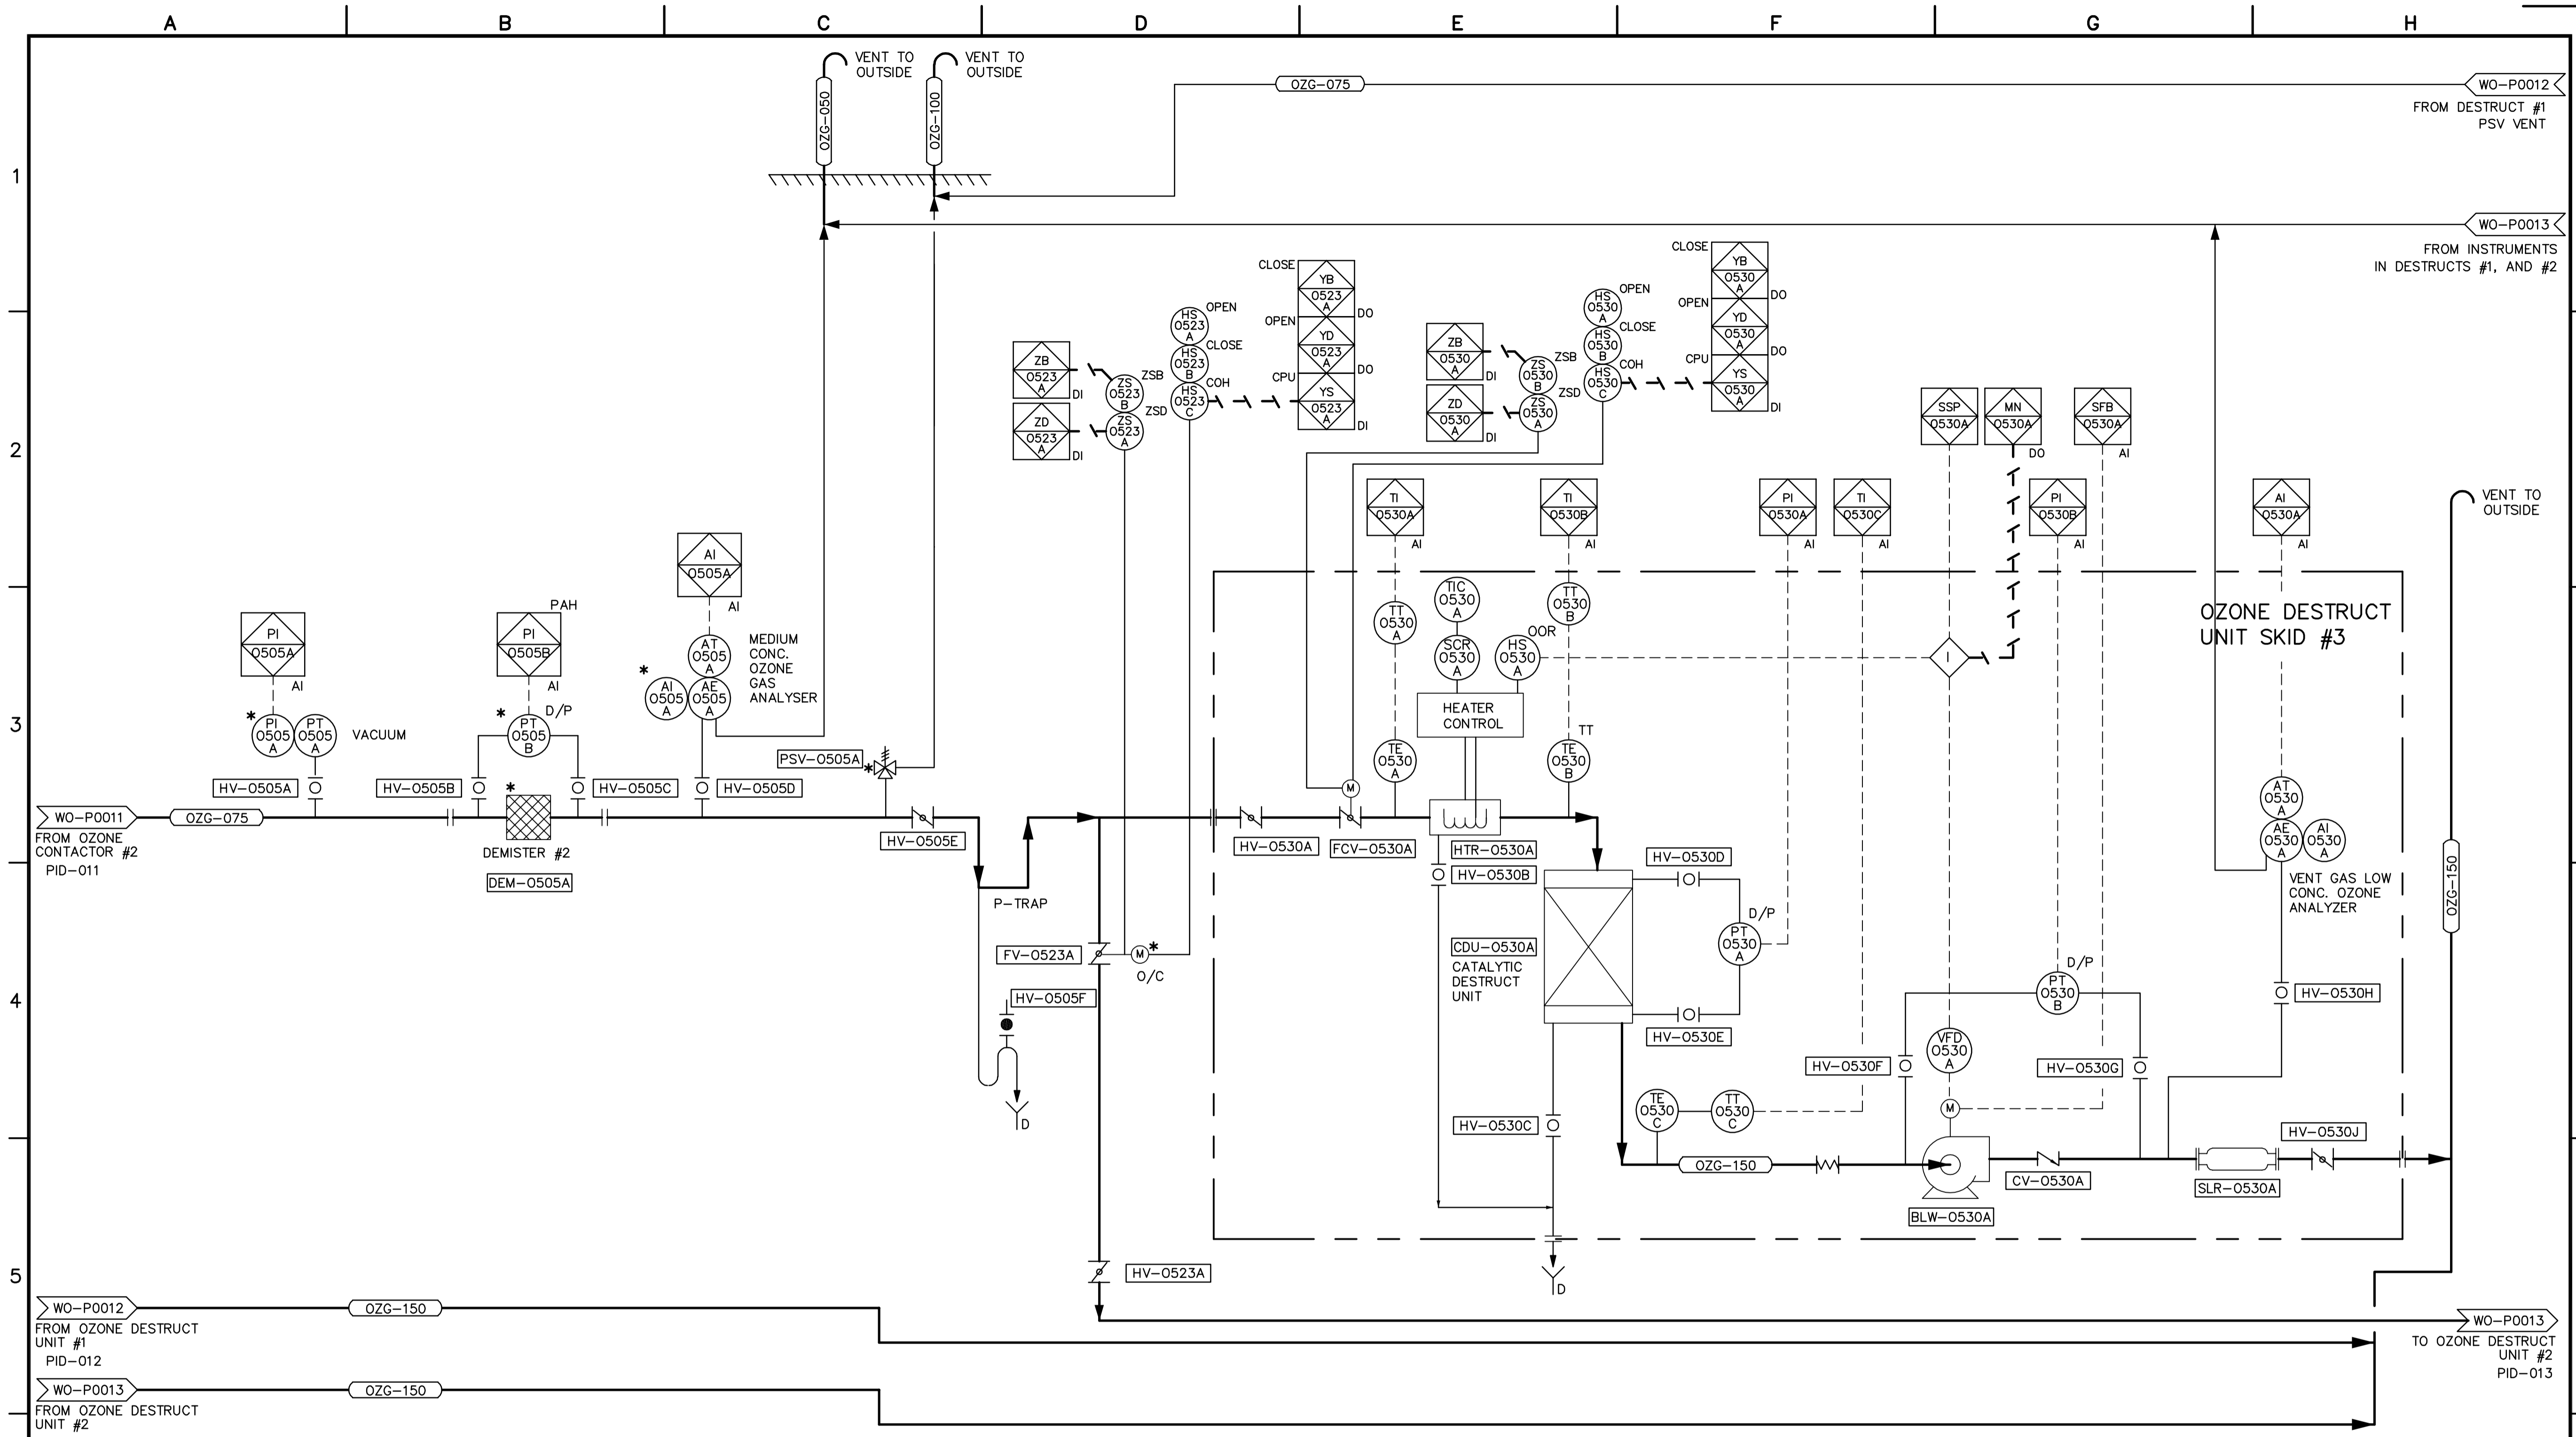 A B C D E F G H
VENT TO
OUTSIDE
VENT TO
OUTSIDE
OZG-050
OZG-100
OZG-075
WO-P0012
FROM DESTRUCT #1
PSV VENT
1
WO-P0013
FROM INSTRUMENTS
IN DESTRUCTS #1, AND #2
CLOSE
YB
0523
A
DO
OPEN
YD
0523
A
DO
CPU
YS
0523
A
DI
HS
0523
A
OPEN
HS
0523
B
CLOSE
HS
0523
C
COH
ZB
0523
A
DI
ZD
0523
A
DI
ZS
0523
B
ZSB
ZS
0523
A
ZSD
CLOSE
YB
0530
A
DO
OPEN
YD
0530
A
DO
CPU
YS
0530
A
DI
HS
0530
A
OPEN
HS
0530
B
CLOSE
HS
0530
C
COH
ZB
0530
A
DI
ZD
0530
A
DI
ZS
0530
B
ZSB
ZS
0530
A
ZSD
2
SSP
0530A
MN
0530A
DO
SFB
0530A
AI
TI
0530A
AI
TI
0530B
AI
PI
0530A
AI
TI
0530C
AI
PI
0530B
AI
AI
0530A
AI
VENT TO
OUTSIDE
OZONE DESTRUCT
UNIT SKID #3
3
PI
0505A
AI
PAH
PI
0505B
AI
AI
0505A
AI
*
PI
0505
A
PT
0505
A
VACUUM
*
PT
0505
B
D/P
*
AI
0505
A
AT
0505
A
AE
0505
A
MEDIUM
CONC.
OZONE
GAS
ANALYSER
TT
0530
A
TIC
0530
A
SCR
0530
A
HS
0530
A
OOR
TT
0530
B
I
HEATER
CONTROL
TE
0530
A
TE
0530
B
TT
HV-0505A
HV-0505B
*
HV-0505C
HV-0505D
PSV-0505A
*
M
WO-P0011
OZG-075
FROM OZONE
CONTACTOR #2
PID-011
DEMISTER #2
DEM-0505A
HV-0505E
P-TRAP
HV-0530A
FCV-0530A
HTR-0530A
HV-0530B
HV-0530D
AT
0530
A
AE
0530
A
AI
0530
A
VENT GAS LOW
CONC. OZONE
ANALYZER
OZG-150
4
FV-0523A
M
*
O/C
HV-0505F
D
CDU-0530A
CATALYTIC
DESTRUCT
UNIT
D/P
PT
0530
A
HV-0530E
D/P
PT
0530
B
HV-0530H
VFD
0530
A
HV-0530F
HV-0530G
M
TE
0530
C
TT
0530
C
HV-0530C
HV-0530J
OZG-150
CV-0530A
SLR-0530A
BLW-0530A
5
HV-0523A
D
WO-P0012
OZG-150
FROM OZONE DESTRUCT
UNIT #1
PID-012
WO-P0013
TO OZONE DESTRUCT
UNIT #2
PID-013
WO-P0013
OZG-150
FROM OZONE DESTRUCT
UNIT #2